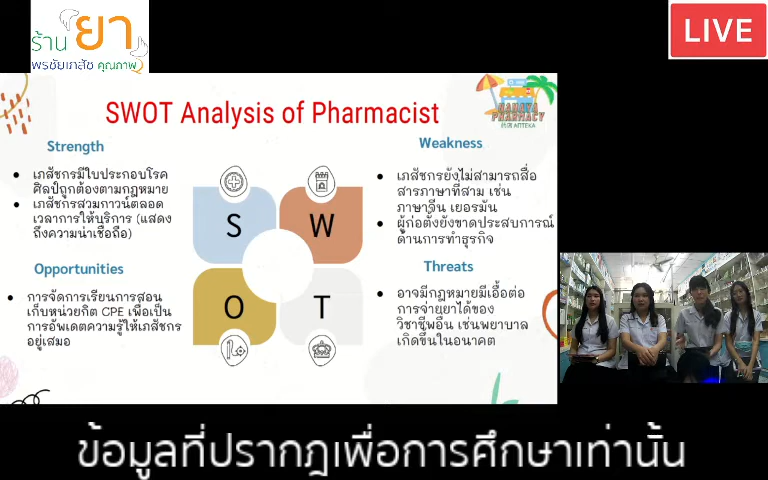 ร้าน ยา
พรชัยเภสัช คุณภาพ
LIVE
SWOT Analysis of Pharmacist
PHARMACY
Strength
เภสัชกรมีใบประกอบโรค
ศิลป์ถูกต้องตามกฎหมาย
เภสัชกรสวมกาวน์ตลอด
เวลาการให้บริการ (แสดง
ถึงความน่าเชื่อถือ)
Weakness
เภสัชกรยังไม่สามารถสื่อ
สารภาษาที่สาม เช่น
ภาษาจีน เยอรมัน
ผู้ก่อตั้งยังขาดประสบการณ์
ด้านการทำธุรกิจ
S
W
O
T
Opportunities
การจัดการเรียนการสอน
เก็บหน่วยกิต CPE เพื่อเป็น
การอัพเดตความรู้ให้เภสัชกร
อยู่เสมอ
Threats
อาจมีกฎหมายมีเอื้อต่อ
การจ่ายยาได้ของ
วิชาชีพอื่น เช่นพยาบาล
เกิดขึ้นในอนาคต
ข้อมูลที่ปรากฏเพื่อการศึกษาเท่านั้น